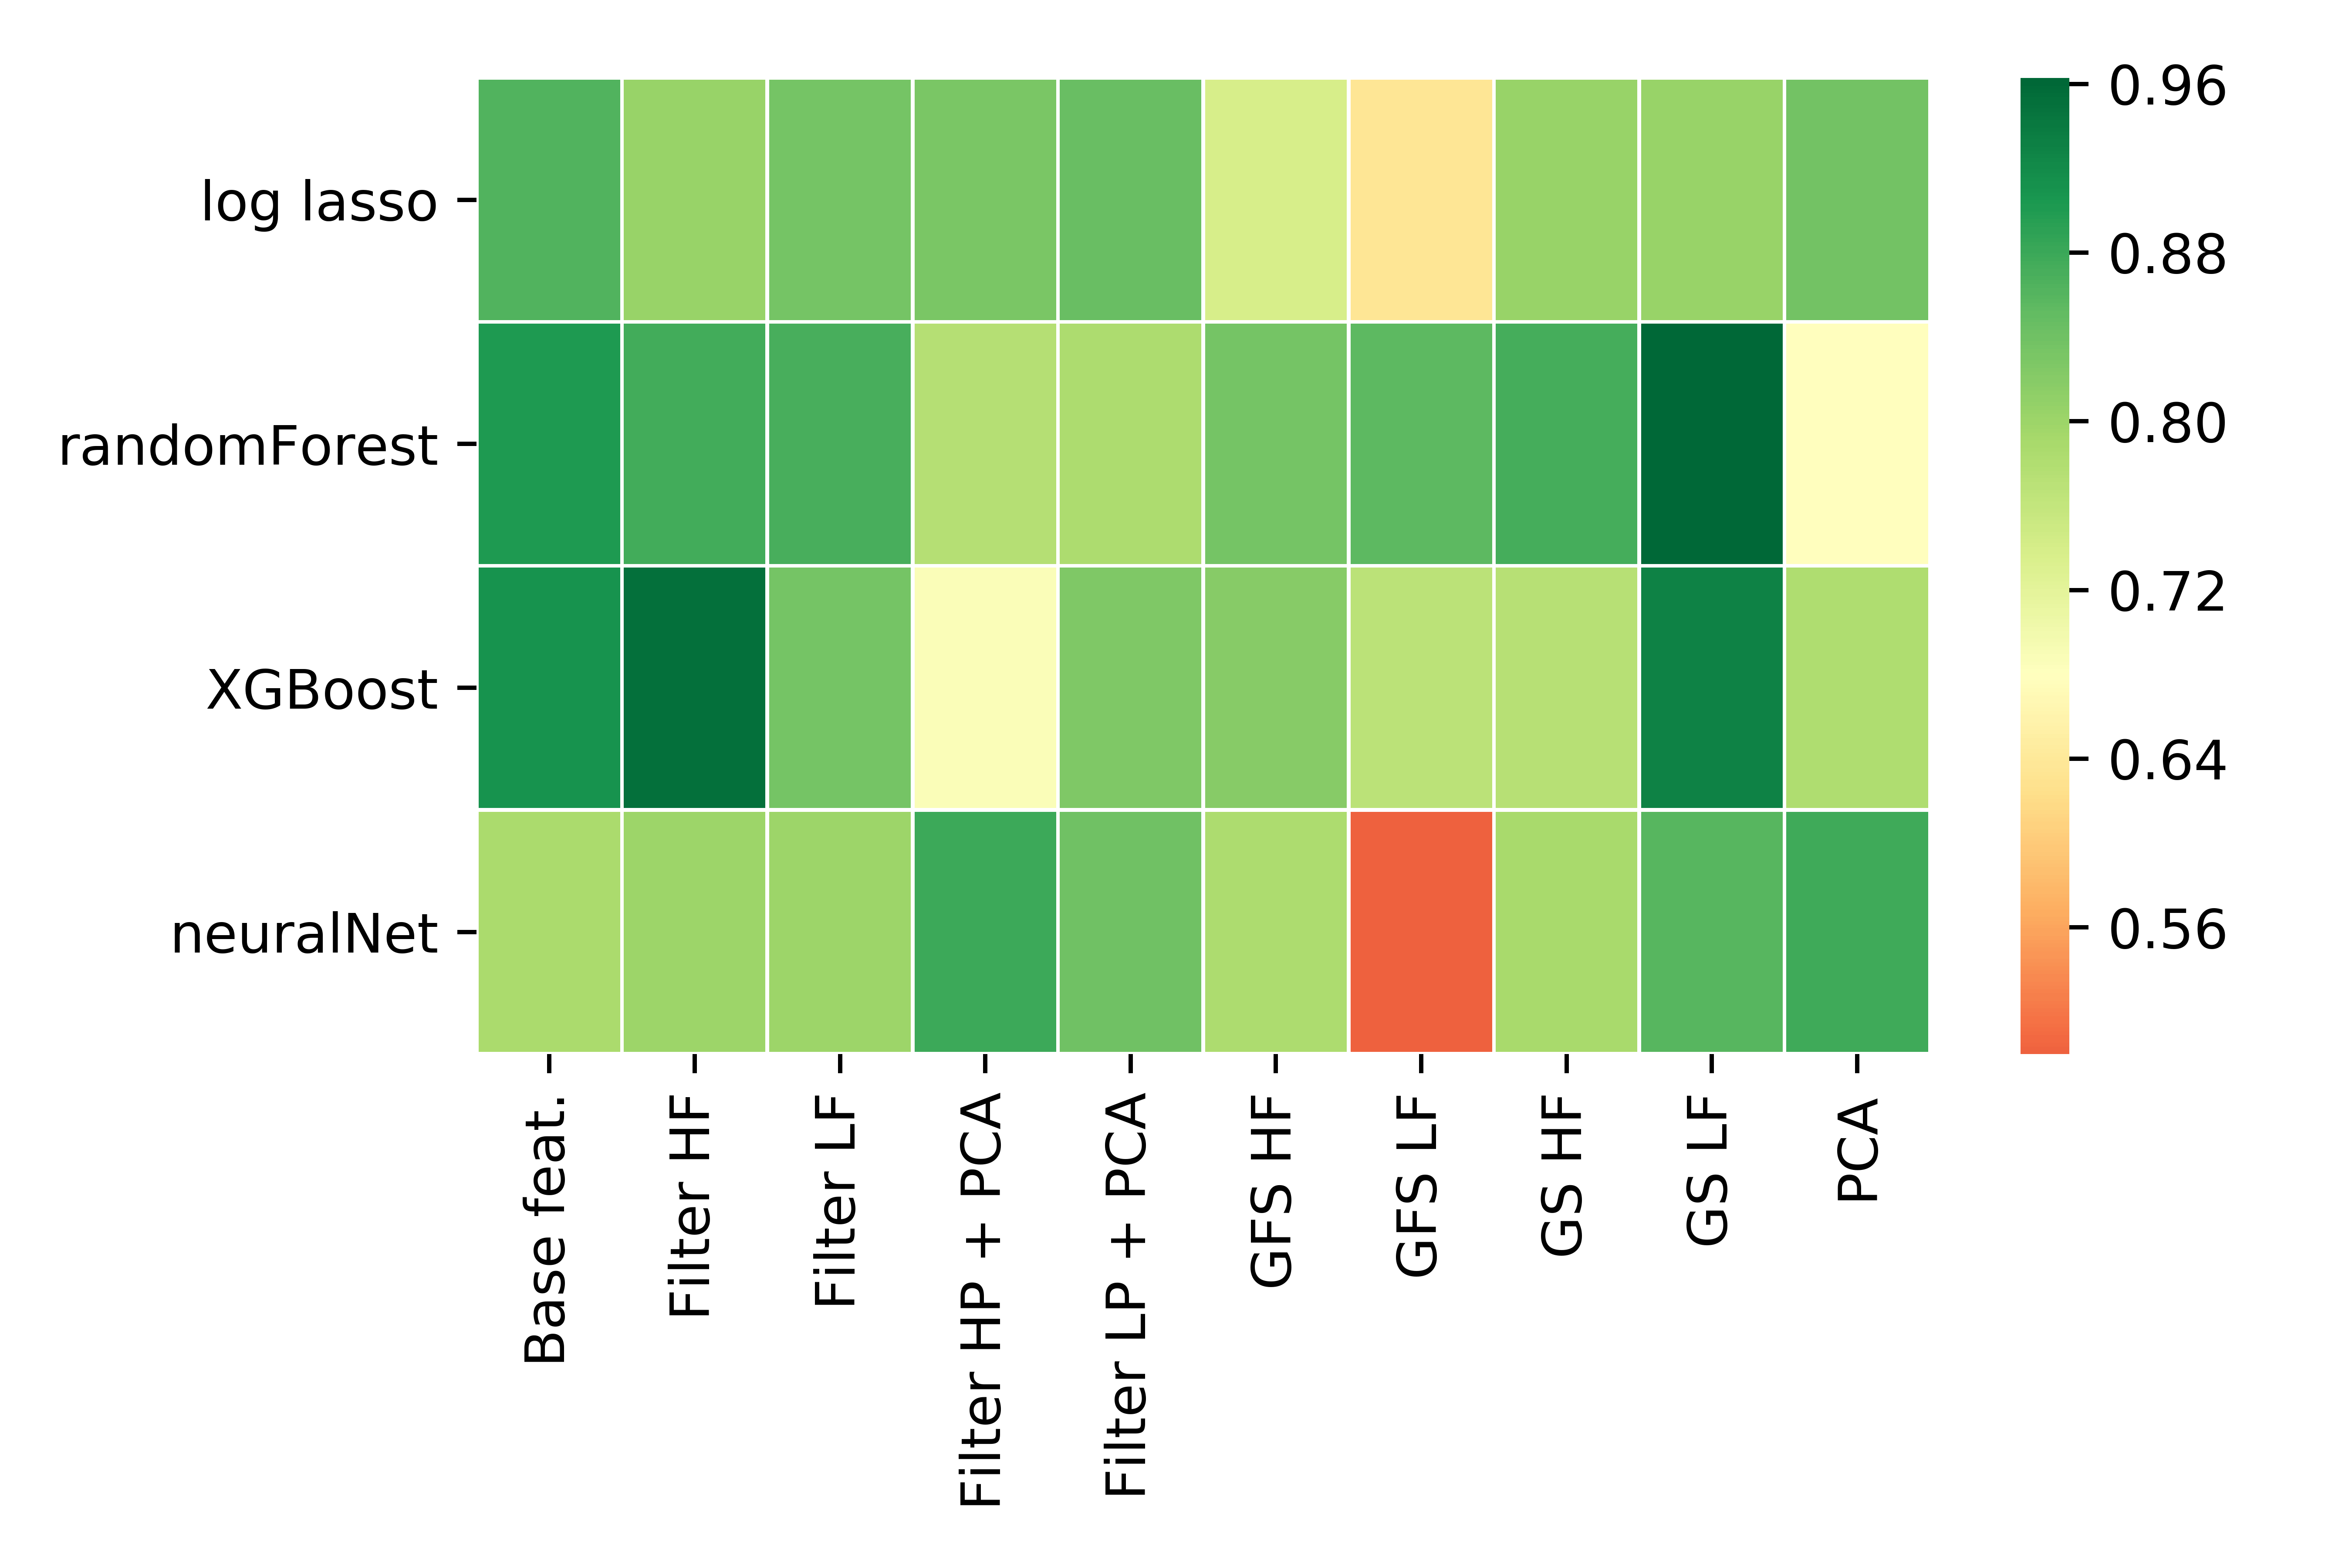 log lasso
randomForest
XGBoost
neuralNet
Base feat.
Filter HF
Filter LF
Filter HP + PCA
Filter LP + PCA
GFS HF
GFS LF
GS HF
GS LF
PCA
0.96
0.88
0.80
0.72
0.64
0.56